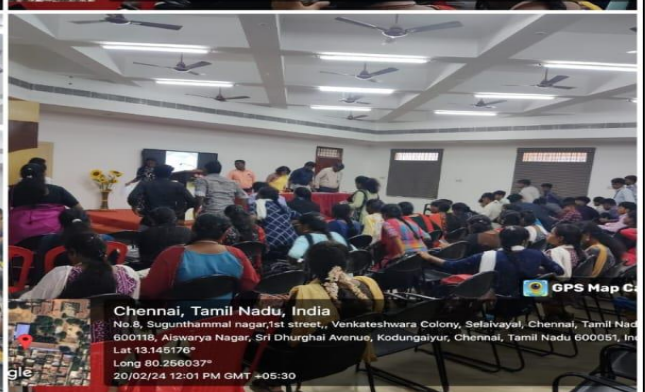 GPS Map Ca
Chennai, Tamil Nadu, India
No.8, Sugunthammal nagar,1st street,, Venkateshwara Colony, Selaivayal, Chennai, Tamil Nad
600118, Aiswarya Nagar, Sri Dhurghai Avenue, Kodungaiyur, Chennai, Tamil Nadu 600051, Ind
Lat 13.145176°
Long 80.256037°
20/02/24 12:01 PM GMT +05:30
gle